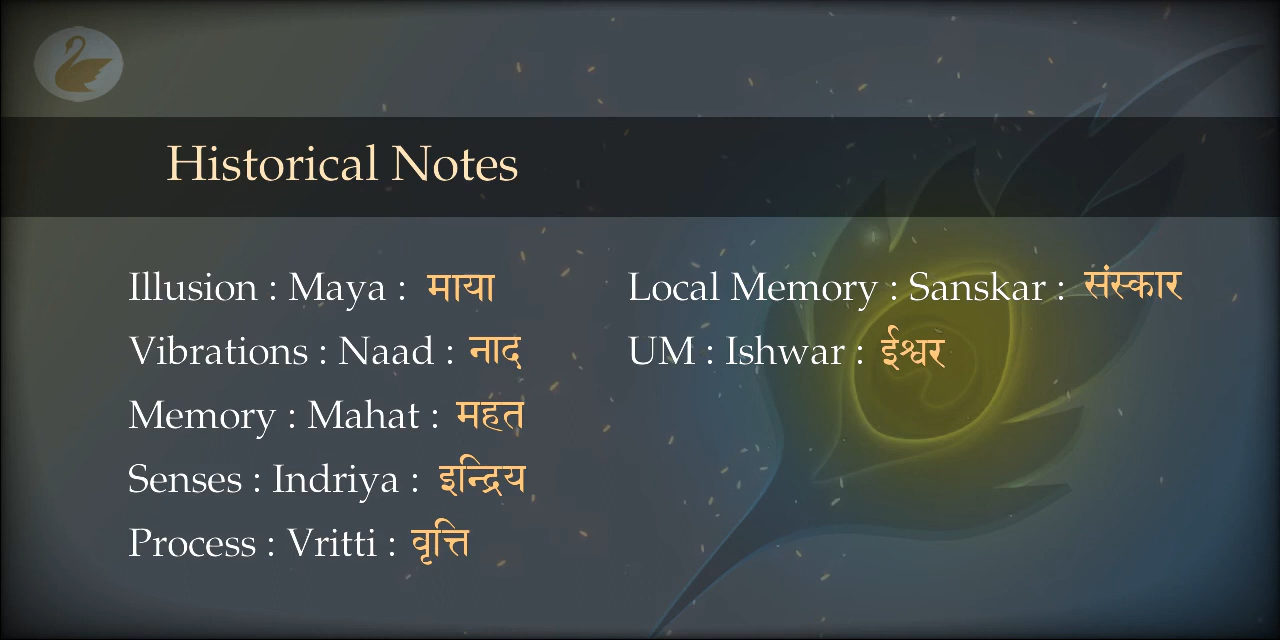 Historical Notes
Illusion : Maya : माया
Vibrations : Naad : नाद
Memory : Mahat : महत
Senses : Indriya : इन्द्रिय
Process : Vritti : वृत्ति
Local Memory : Sanskar : संस्कार
UM : Ishwar : ईश्वर